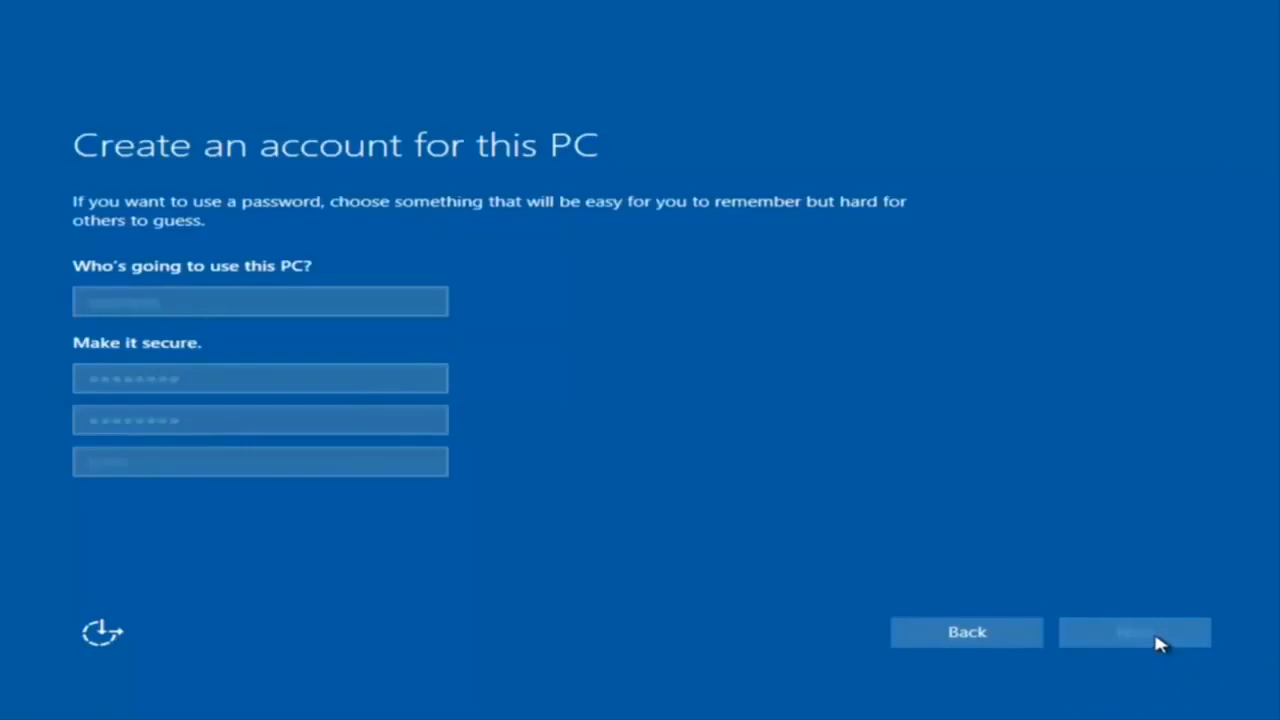 Create an account for this PC
If you want to use a password, choose something that will be easy for you to remember but hard for
others to guess.
Who's going to use this PC?
Make it secure.
Back